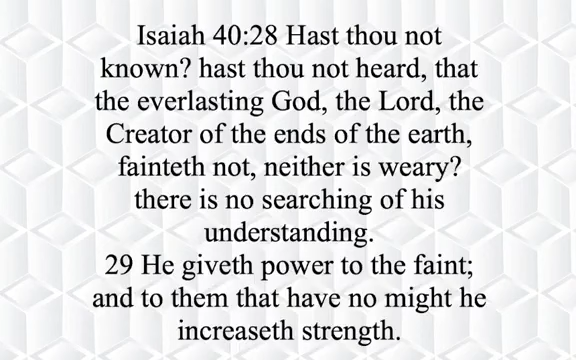 Isaiah 40:28 Hast thou not
known? hast thou not heard, that
the everlasting God, the Lord, the
Creator of the ends of the earth,
fainteth not, neither is weary?
there is no searching of his
understanding.
29 He giveth power to the faint;
and to them that have no might he
increaseth strength.